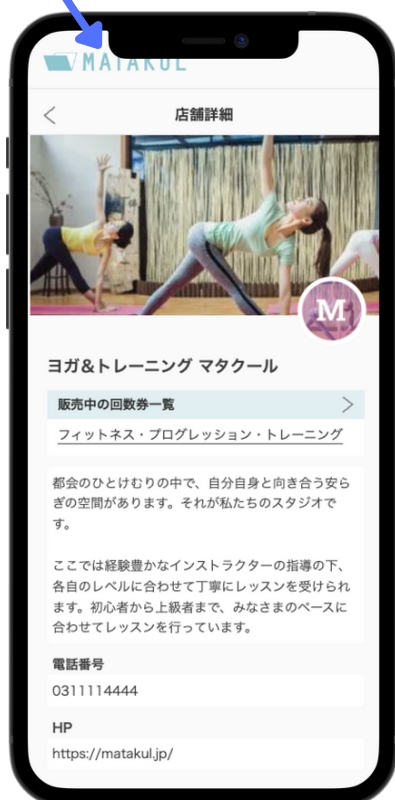 MATAKUL
店舗詳細
M
ヨガ&トレーニング マタクール
販売中の回数券一覧
フィットネス・プログレッション・トレーニング
都会のひとけむりの中で、自分自身と向き合う安ら
ぎの空間があります。それが私たちのスタジオで
す。
ここでは経験豊かなインストラクターの指導の下、
各自のレベルに合わせて丁寧にレッスンを受けられ
ます。初心者から上級者まで、みなさまのペースに
合わせてレッスンを行っています。
電話番号
0311114444
HP
https://matakul.jp/